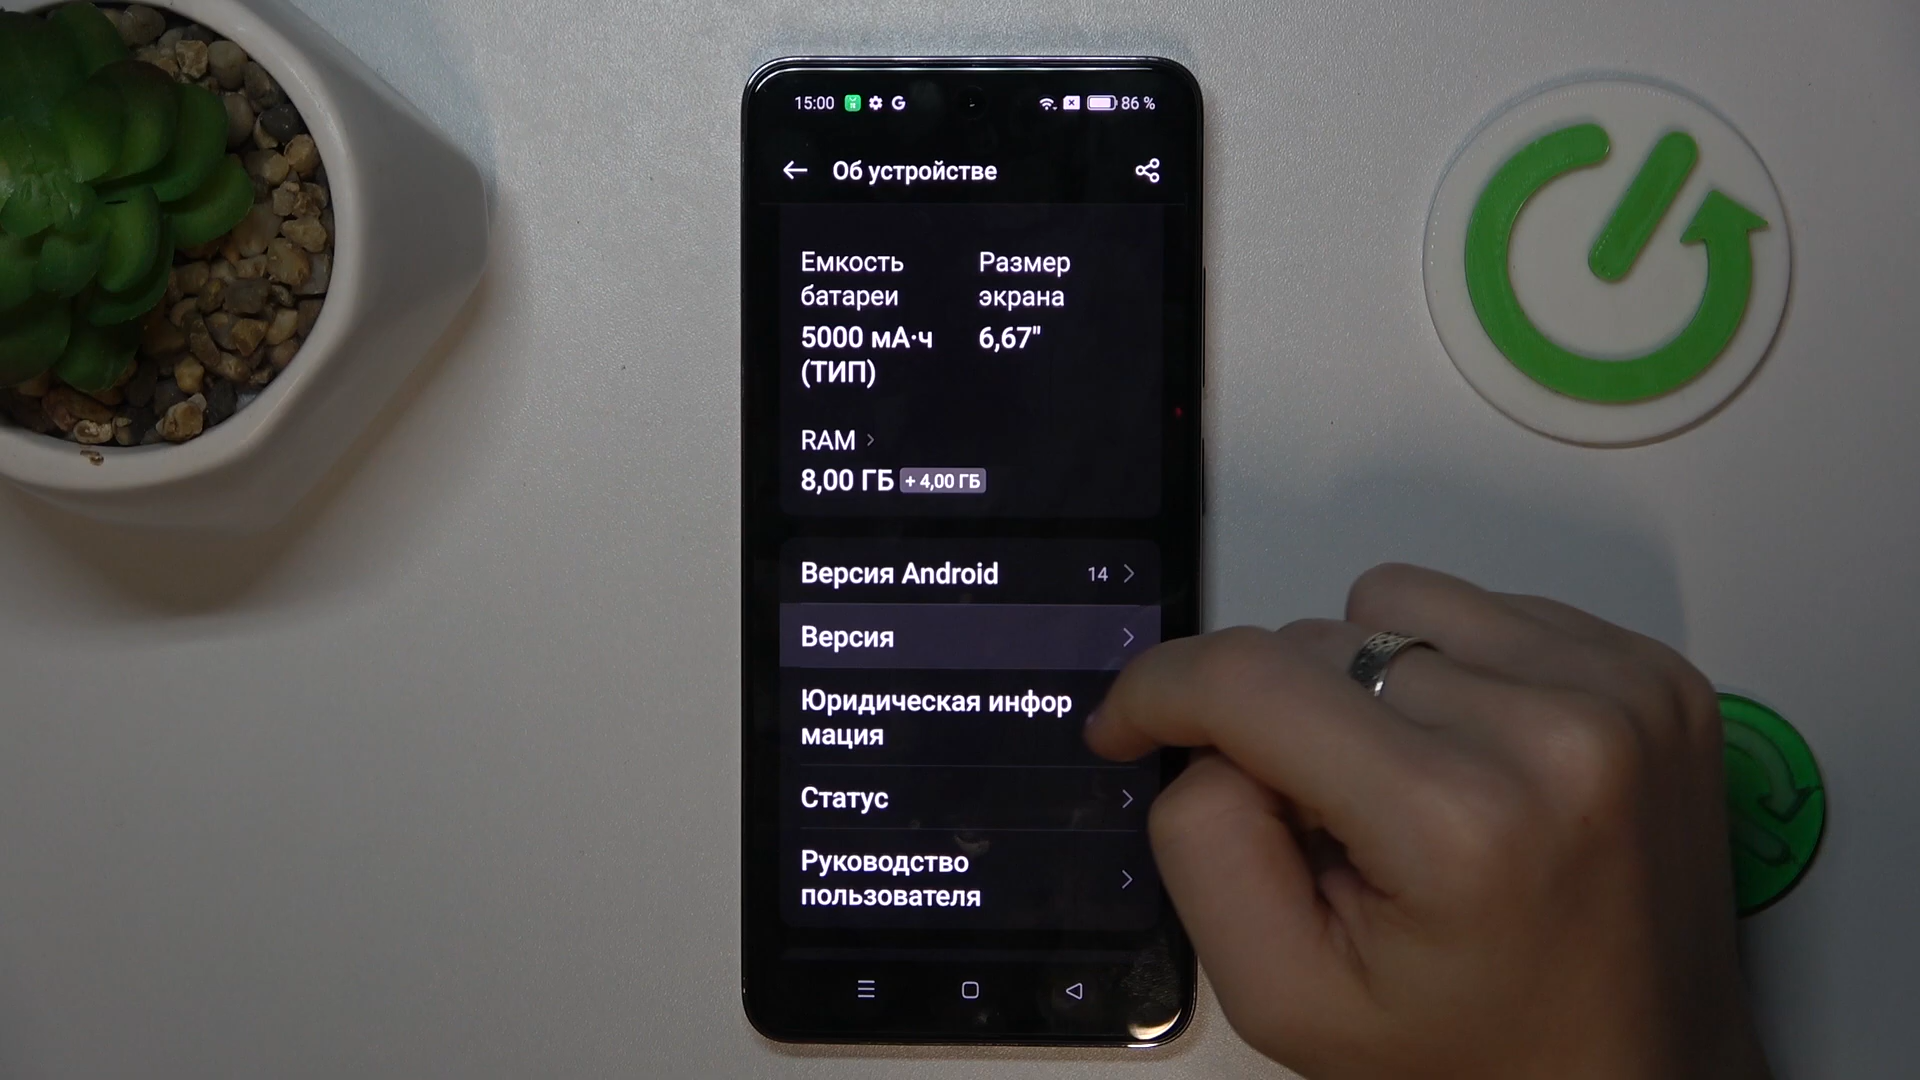 15:00 86 %
Об устройстве
Емкость
батареи
5000 мА·ч
(ТИП)
Размер
экрана
6,67"
RAM
8,00 ГБ + 4,00 ГБ
Версия Android 14
Версия
Юридическая инфор
мация
Статус
Руководство
пользователя